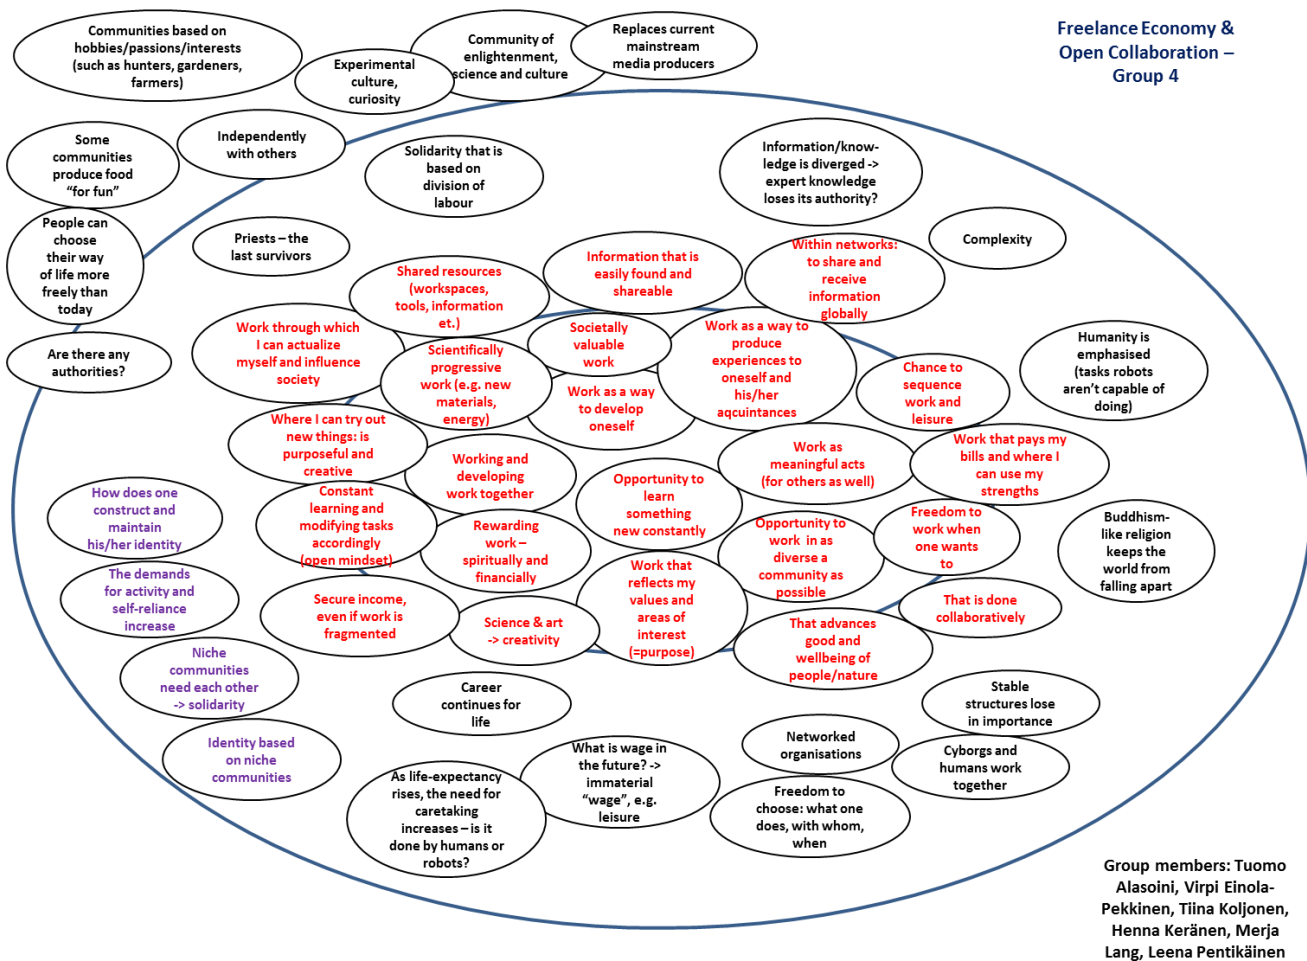 Freelance Economy &
Open Collaboration –
Group 4
Communities based on
hobbies/passions/interests
(such as hunters, gardeners,
farmers)
Experimental
culture,
curiosity
Community of
enlightenment,
science and culture
Replaces current
mainstream
media producers
Some
communities
produce food
“for fun”
Independently
with others
Solidarity that is
based on
division of
labour
Information/know-
ledge is diverged ->
expert knowledge
loses its authority?
People can
choose
their way
of life more
freely than
today
Priests – the
last survivors
Complexity
Are there any
authorities?
Shared resources
(workspaces,
tools, information
et.)
Information that is
easily found and
shareable
Within networks:
to share and
receive
information
globally
Work through which
I can actualize
myself and influence
society
Scientifically
progressive
work (e.g. new
materials,
energy)
Societally
valuable
work
Work as a way
to develop
oneself
Work as a way to
produce
experiences to
oneself and
his/her
aquintances
Chance to
sequence
work and
leisure
Humanity is
emphasised
(tasks robots
aren’t capable of
doing)
Where I can try out
new things: is
purposeful and
creative
Working and
developing
work together
Work as
meaningful acts
(for others as well)
Work that pays my
bills and where I
can use my
strengths
How does one
construct and
maintain
his/her identity
Constant
learning and
modifying tasks
accordingly
(open mindset)
Rewarding
work –
spiritually and
financially
Opportunity to
learn
something
new constantly
Opportunity to
work in as
diverse a
community as
possible
Freedom to
work when
one wants
to
Buddhism-
like religion
keeps the
world from
falling apart
The demands
for activity and
self-reliance
increase
Secure income,
even if work is
fragmented
Science & art
-> creativity
Work that
reflects my
values and
areas of
interest
(=purpose)
That advances
good and
wellbeing of
people/nature
That is done
collaboratively
Niche
communities
need each other
-> solidarity
Career
continues for
life
Stable
structures lose
in importance
Identity based
on niche
communities
As life-expectancy
rises, the need for
caretaking
increases – is it
done by humans or
robots?
What is wage in
the future? ->
immaterial
“wage”, e.g.
leisure
Networked
organisations
Cyborgs and
humans work
together
Freedom to
choose: what one
does, with whom,
when
Group members: Tuomo
Alasoini, Virpi Einola-
Pekkinen, Tiina Koljonen,
Henna Keränen, Merja
Lang, Leena Pentikäinen